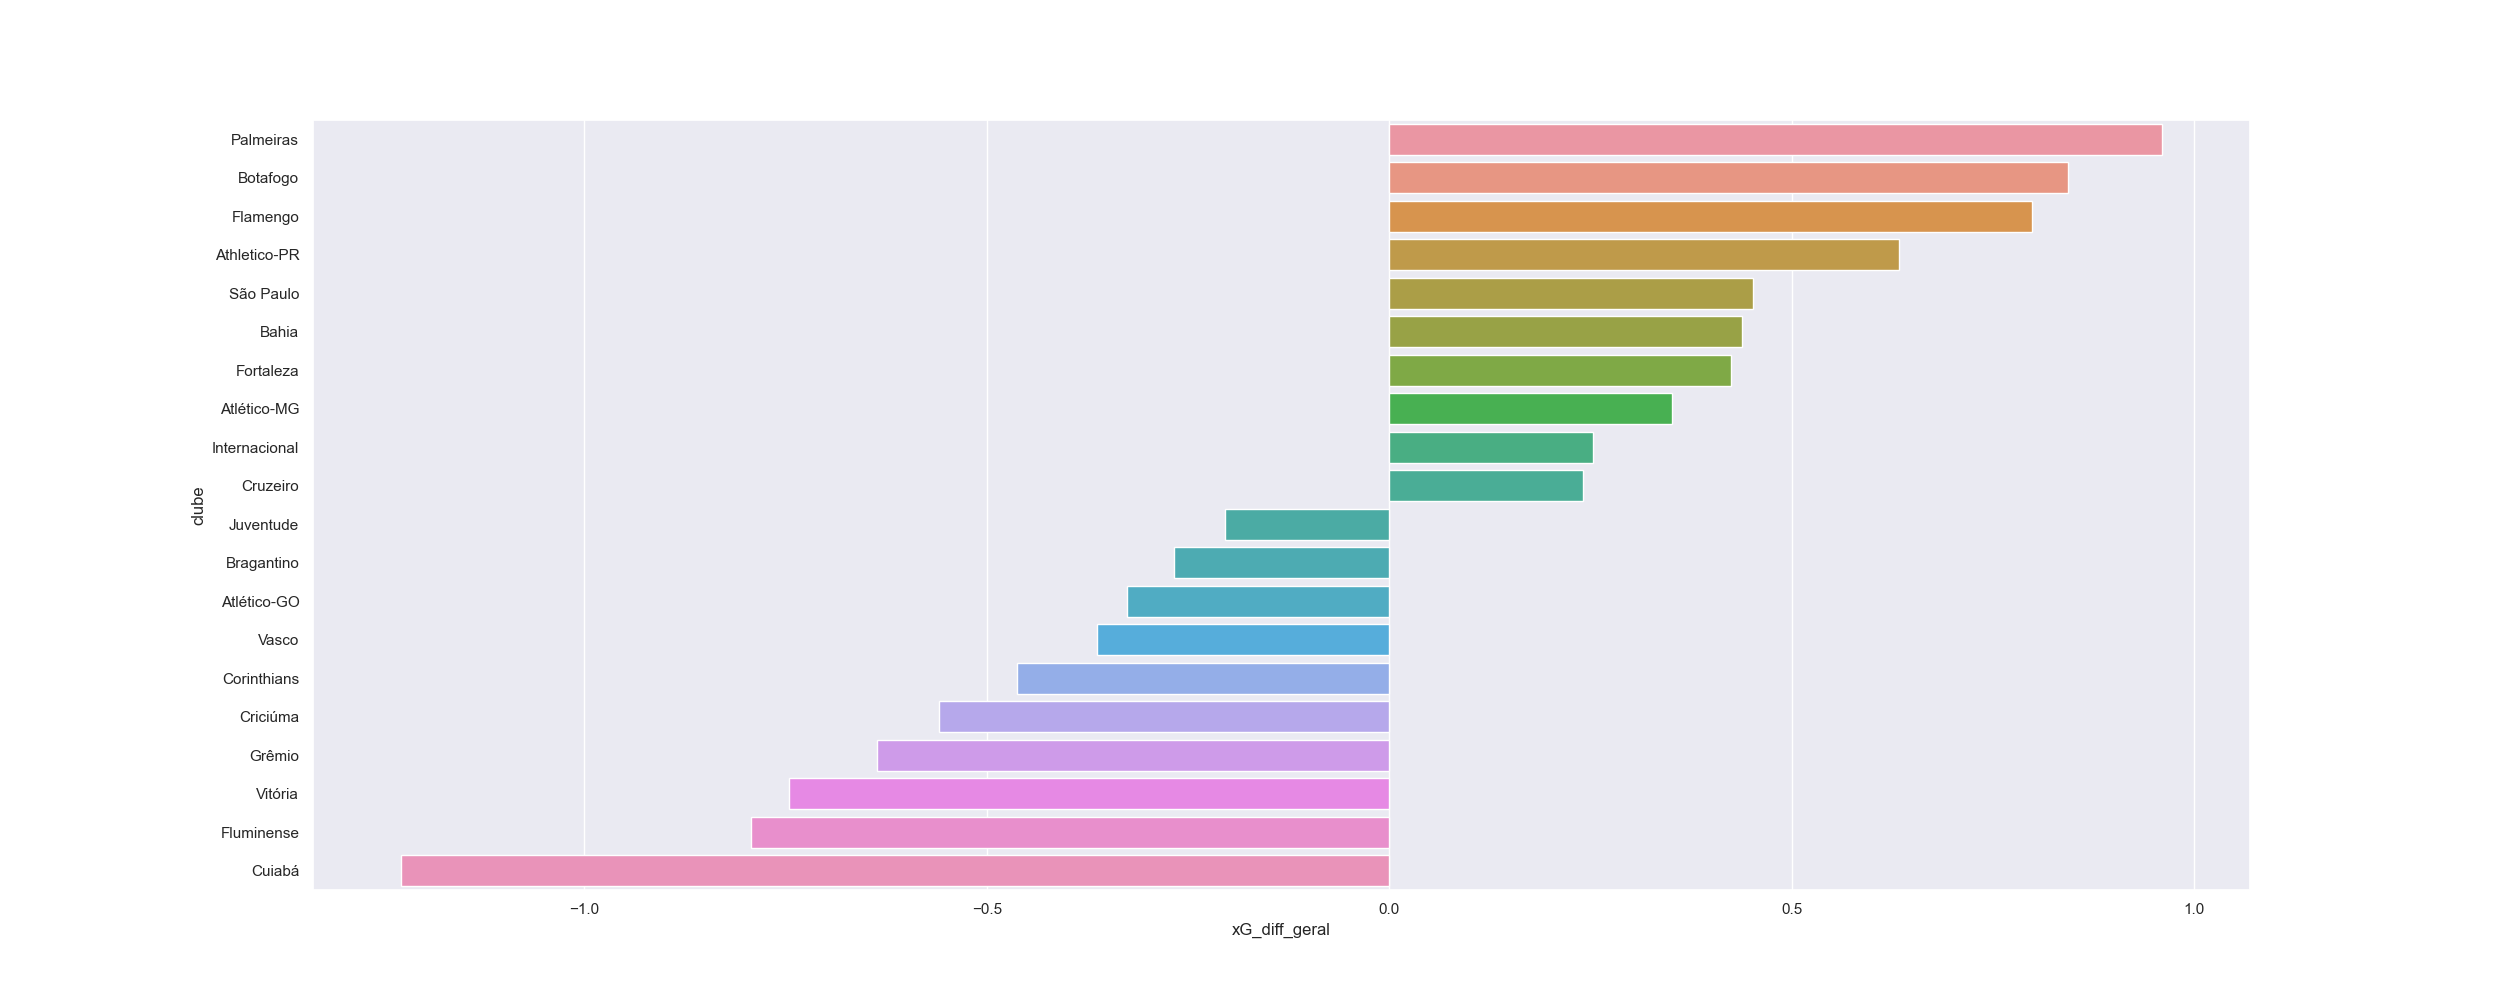 Palmeiras
Botafogo
Flamengo
Athletico-PR
São Paulo
Bahia
Fortaleza
Atlético-MG
Internacional
Cruzeiro
Juventude
Bragantino
Atlético-GO
Vasco
Corinthians
Criciúma
Grêmio
Vitória
Fluminense
Cuiabá
clube
−1.0 −0.5 0.0 0.5 1.0
xG_diff_geral